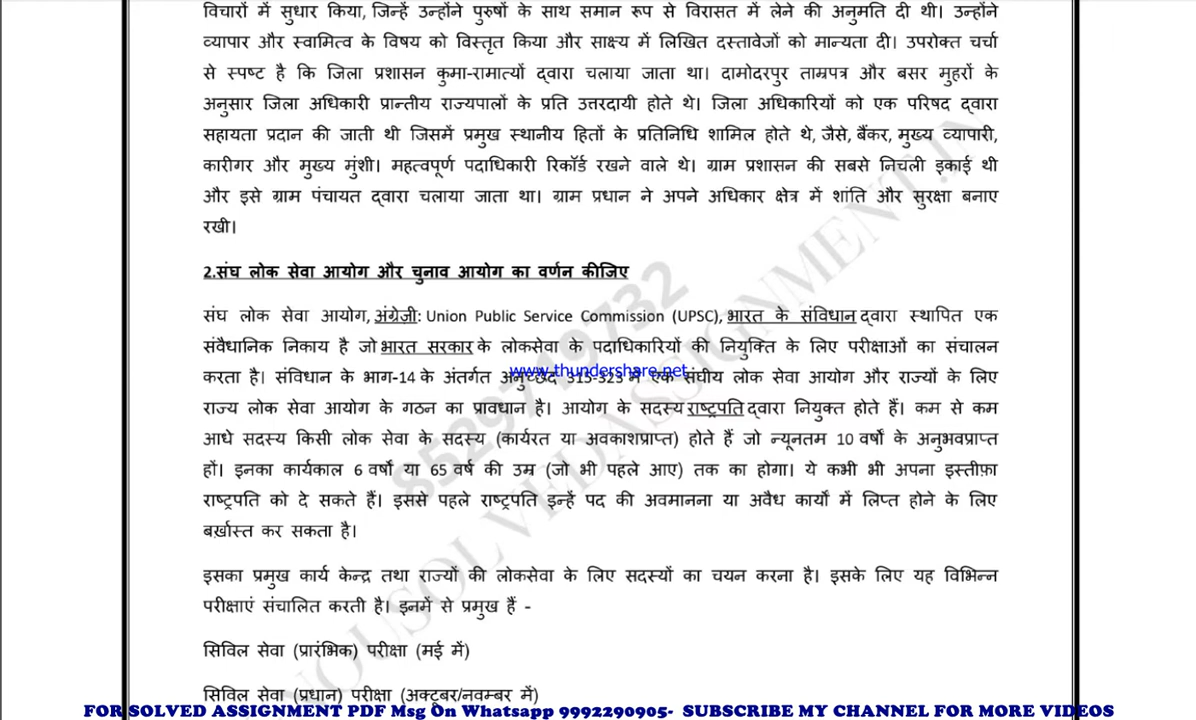 विचारों में सुधार किया, जिन्हें उन्होंने पुरुषों के साथ समान रूप से विरासत में लेने की अनुमति दी थी। उन्होंने
व्यापार और स्वामित्व के विषय को विस्तृत किया और साक्ष्य में लिखित दस्तावेजों को मान्यता दी। उपरोक्त चर्चा
से स्पष्ट है कि जिला प्रशासन कुमा-रामात्यों द्वारा चलाया जाता था। दामोदरपुर ताम्रपत्र और बसर मुहरों के
अनुसार जिला अधिकारी प्रान्तीय राज्यपालों के प्रति उत्तरदायी होते थे। जिला अधिकारियों को एक परिषद द्वारा
सहायता प्रदान की जाती थी जिसमें प्रमुख स्थानीय हितों के प्रतिनिधि शामिल होते थे, जैसे, बैंकर, मुख्य व्यापारी,
कारीगर और मुख्य मुंशी। महत्वपूर्ण पदाधिकारी रिकॉर्ड रखने वाले थे। ग्राम प्रशासन की सबसे निचली इकाई थी
और इसे ग्राम पंचायत द्वारा चलाया जाता था। ग्राम प्रधान ने अपने अधिकार क्षेत्र में शांति और सुरक्षा बनाए
रखी।
2.संघ लोक सेवा आयोग और चुनाव आयोग का वर्णन कीजिए
संघ लोक सेवा आयोग, अंग्रेज़ी: Union Public Service Commission (UPSC), भारत के संविधान द्वारा स्थापित एक
संवैधानिक निकाय है जो भारत सरकार के लोकसेवा के पदाधिकारियों की नियुक्ति के लिए परीक्षाओं का संचालन
www.thundershare.net
करता है। संविधान के भाग-14 के अंतर्गत अनुच्छेद 315-323 में एक संघीय लोक सेवा आयोग और राज्यों के लिए
राज्य लोक सेवा आयोग के गठन का प्रावधान है। आयोग के सदस्य राष्ट्रपति द्वारा नियुक्त होते हैं। कम से कम
आधे सदस्य किसी लोक सेवा के सदस्य (कार्यरत या अवकाशप्राप्त) होते हैं जो न्यूनतम 10 वर्षों के अनुभवप्राप्त
हों। इनका कार्यकाल 6 वर्षों या 65 वर्ष की उम्र (जो भी पहले आए) तक का होगा। ये कभी भी अपना इस्तीफ़ा
राष्ट्रपति को दे सकते हैं। इससे पहले राष्ट्रपति इन्हें पद की अवमानना या अवैध कार्यों में लिप्त होने के लिए
बर्ख़ास्त कर सकता है।
इसका प्रमुख कार्य केन्द्र तथा राज्यों की लोकसेवा के लिए सदस्यों का चयन करना है। इसके लिए यह विभिन्न
परीक्षाएं संचालित करती है। इनमें से प्रमुख हैं -
सिविल सेवा (प्रारंभिक) परीक्षा (मई में)
सिविल सेवा (प्रधान) परीक्षा (अक्टूबर/नवम्बर में)
8529719732
NOUSOLVEDASSIGNMENT.IN
FOR SOLVED ASSIGNMENT PDF Msg On Whatsapp 9992290905- SUBSCRIBE MY CHANNEL FOR MORE VIDEOS